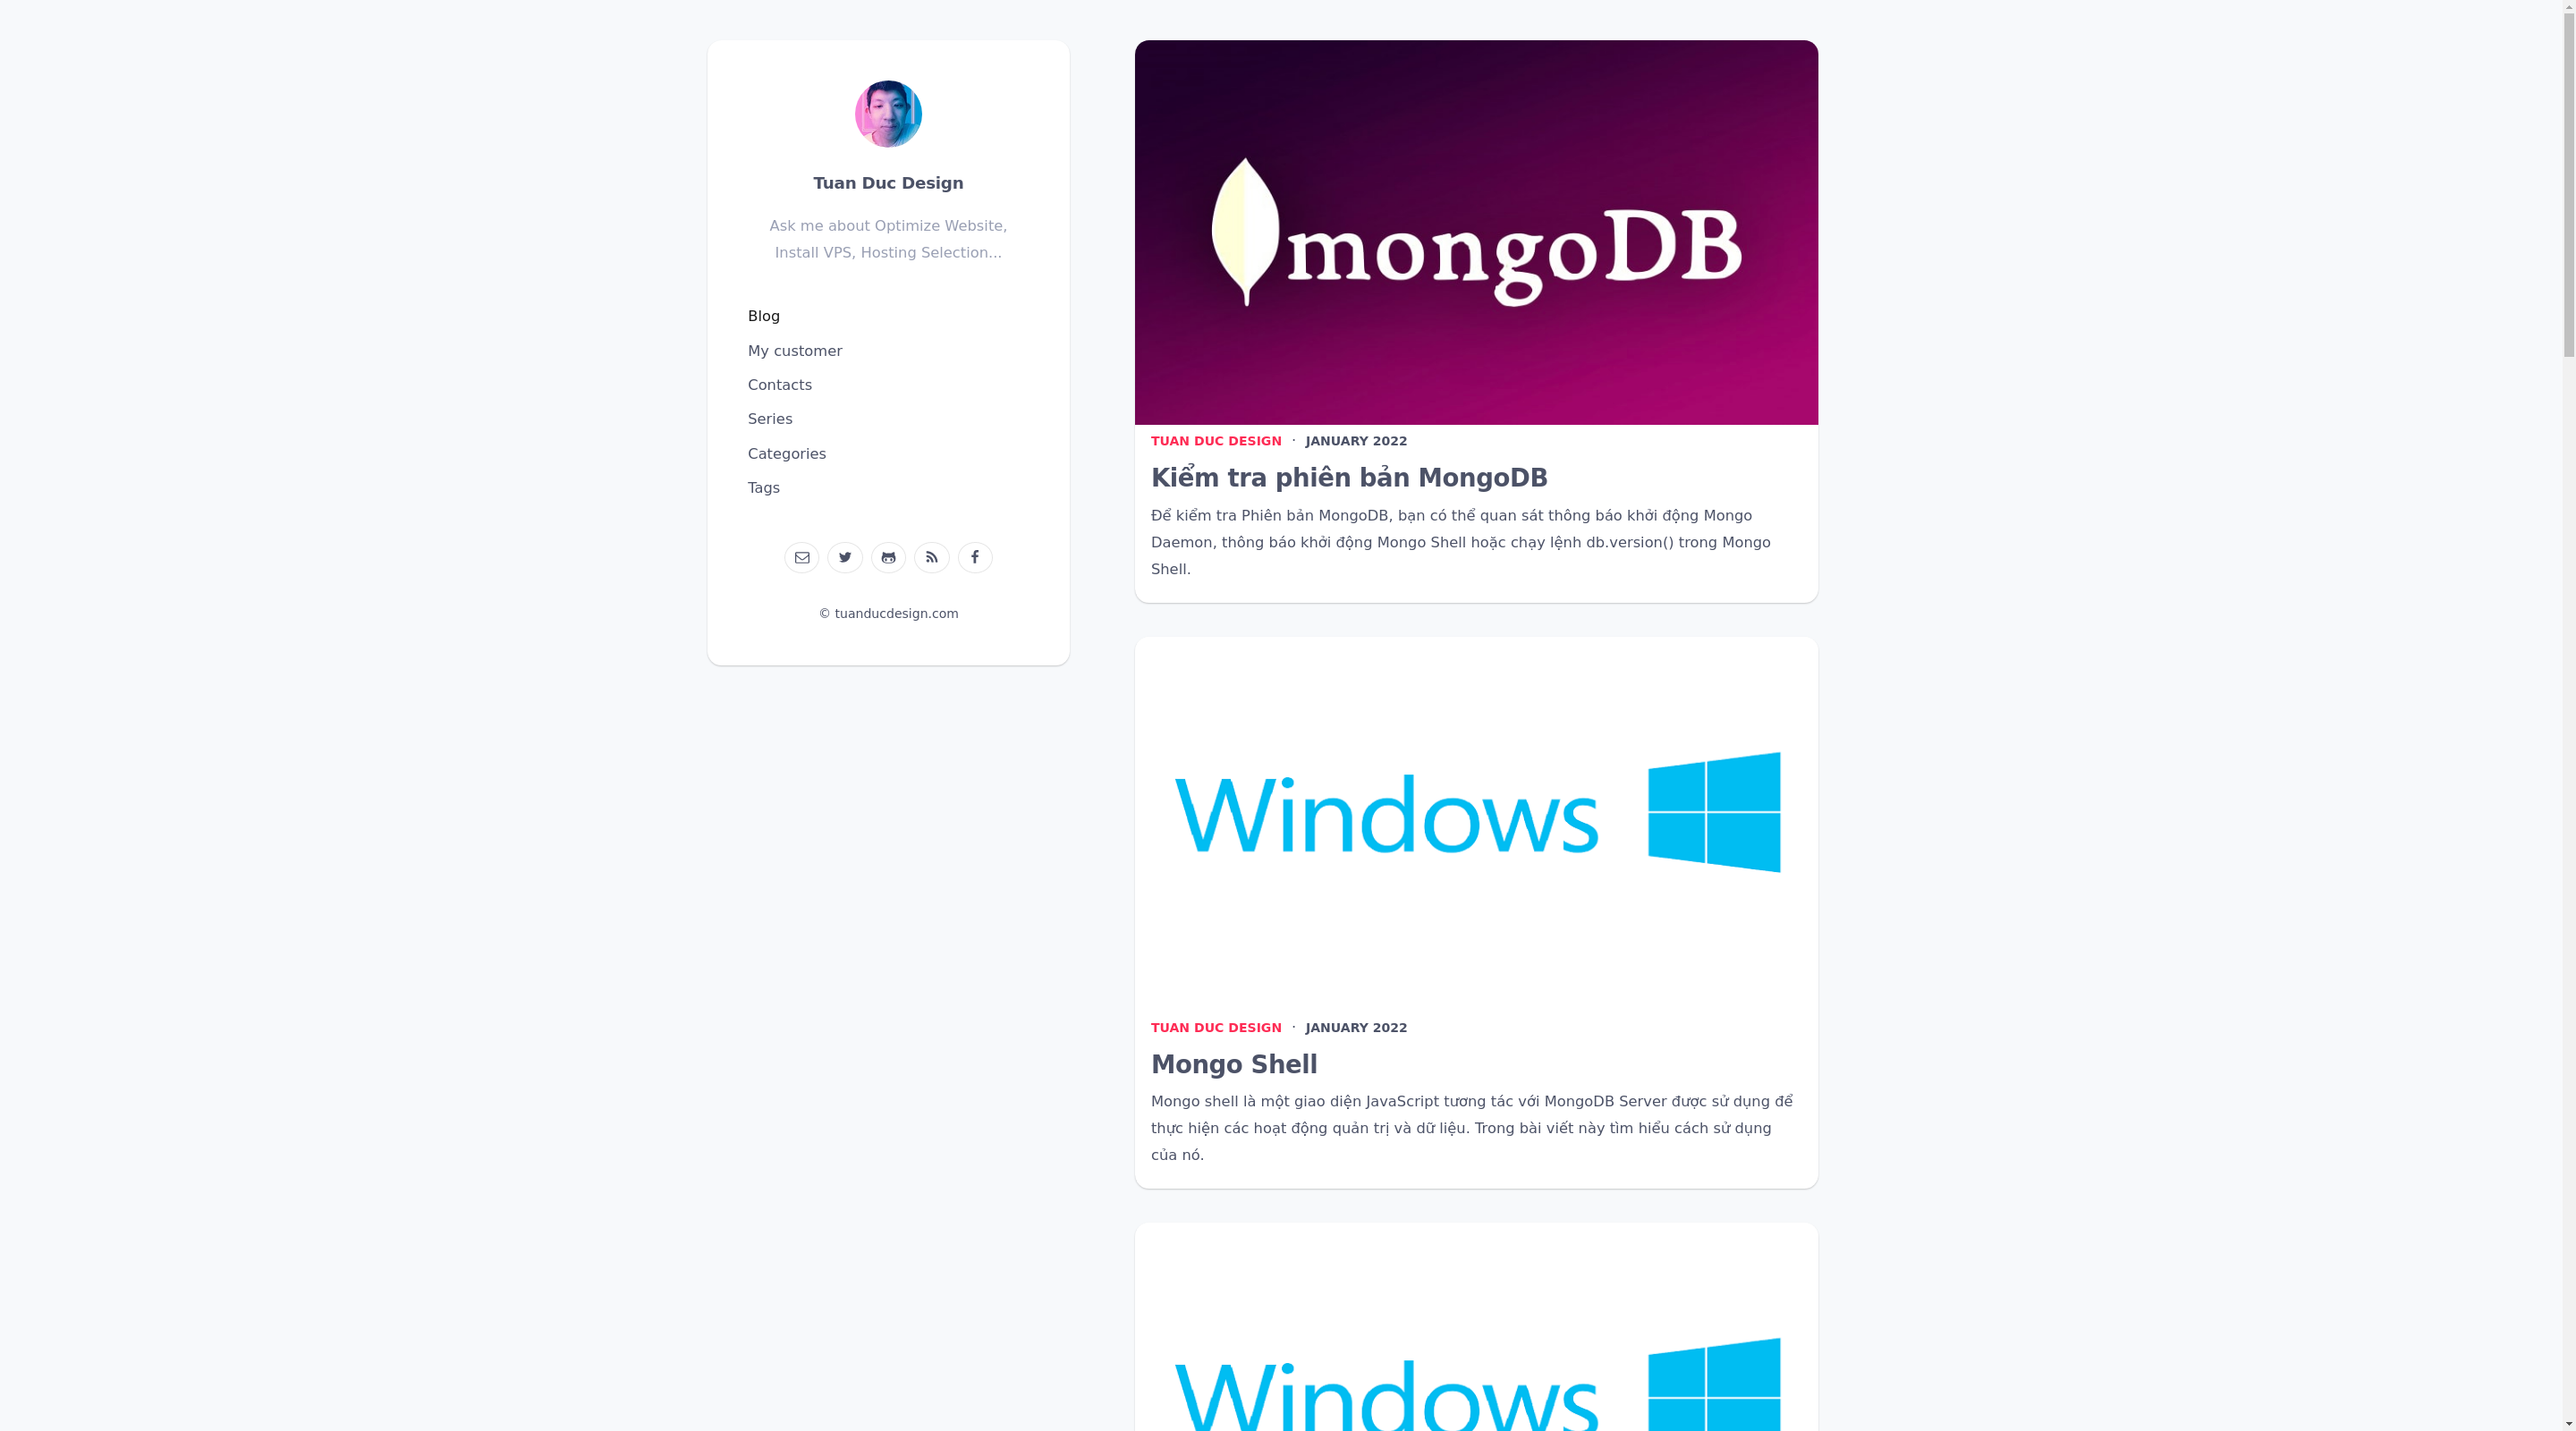 Tuan Duc Design
Ask me about Optimize Website,
Install VPS, Hosting Selection...
Blog
My customer
Contacts
Series
Categories
Tags
© tuanducdesign.com
mongoDB
TUAN DUC DESIGN · JANUARY 2022
Kiểm tra phiên bản MongoDB
Để kiểm tra Phiên bản MongoDB, bạn có thể quan sát thông báo khởi động Mongo
Daemon, thông báo khởi động Mongo Shell hoặc chạy lệnh db.version() trong Mongo
Shell.
Windows
TUAN DUC DESIGN · JANUARY 2022
Mongo Shell
Mongo shell là một giao diện JavaScript tương tác với MongoDB Server được sử dụng để
thực hiện các hoạt động quản trị và dữ liệu. Trong bài viết này tìm hiểu cách sử dụng
của nó.
Windows